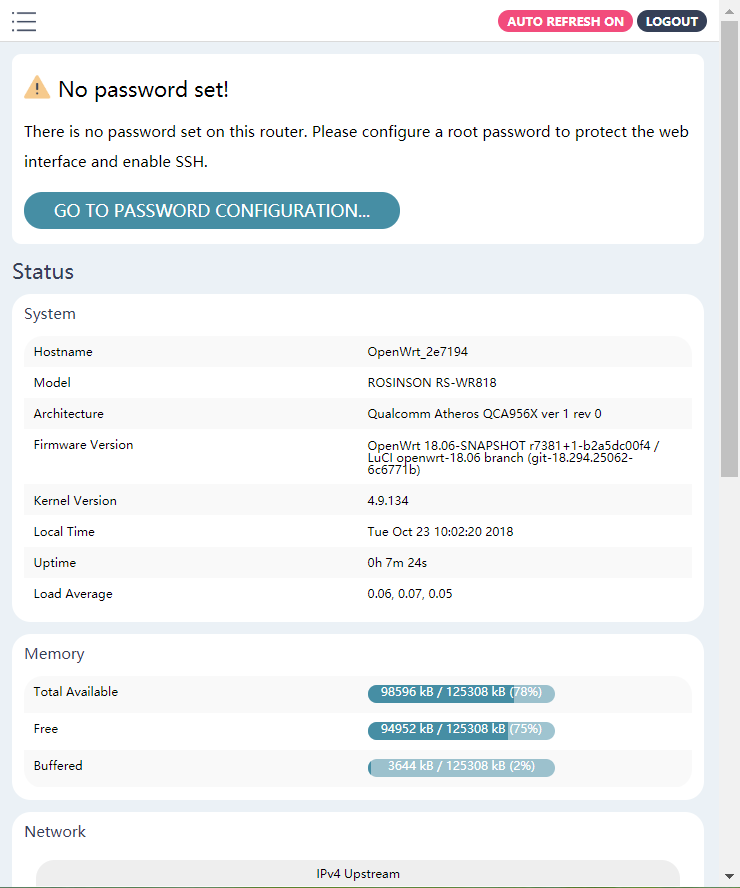 AUTO REFRESH ON LOGOUT
No password set!
There is no password set on this router. Please configure a root password to protect the web
interface and enable SSH.
GO TO PASSWORD CONFIGURATION...
Status
System
Hostname OpenWrt_2e7194
Model ROSINSON RS-WR818
Architecture Qualcomm Atheros QCA956X ver 1 rev 0
Firmware Version OpenWrt 18.06-SNAPSHOT r7381+1-b2a5dc00f4 /
LuCI openwrt-18.06 branch (git-18.294.25062-
6c6771b)
Kernel Version 4.9.134
Local Time Tue Oct 23 10:02:20 2018
Uptime 0h 7m 24s
Load Average 0.06, 0.07, 0.05
Memory
Total Available 98596 kB / 125308 kB (78%)
Free 94952 kB / 125308 kB (75%)
Buffered 3644 kB / 125308 kB (2%)
Network
IPv4 Upstream